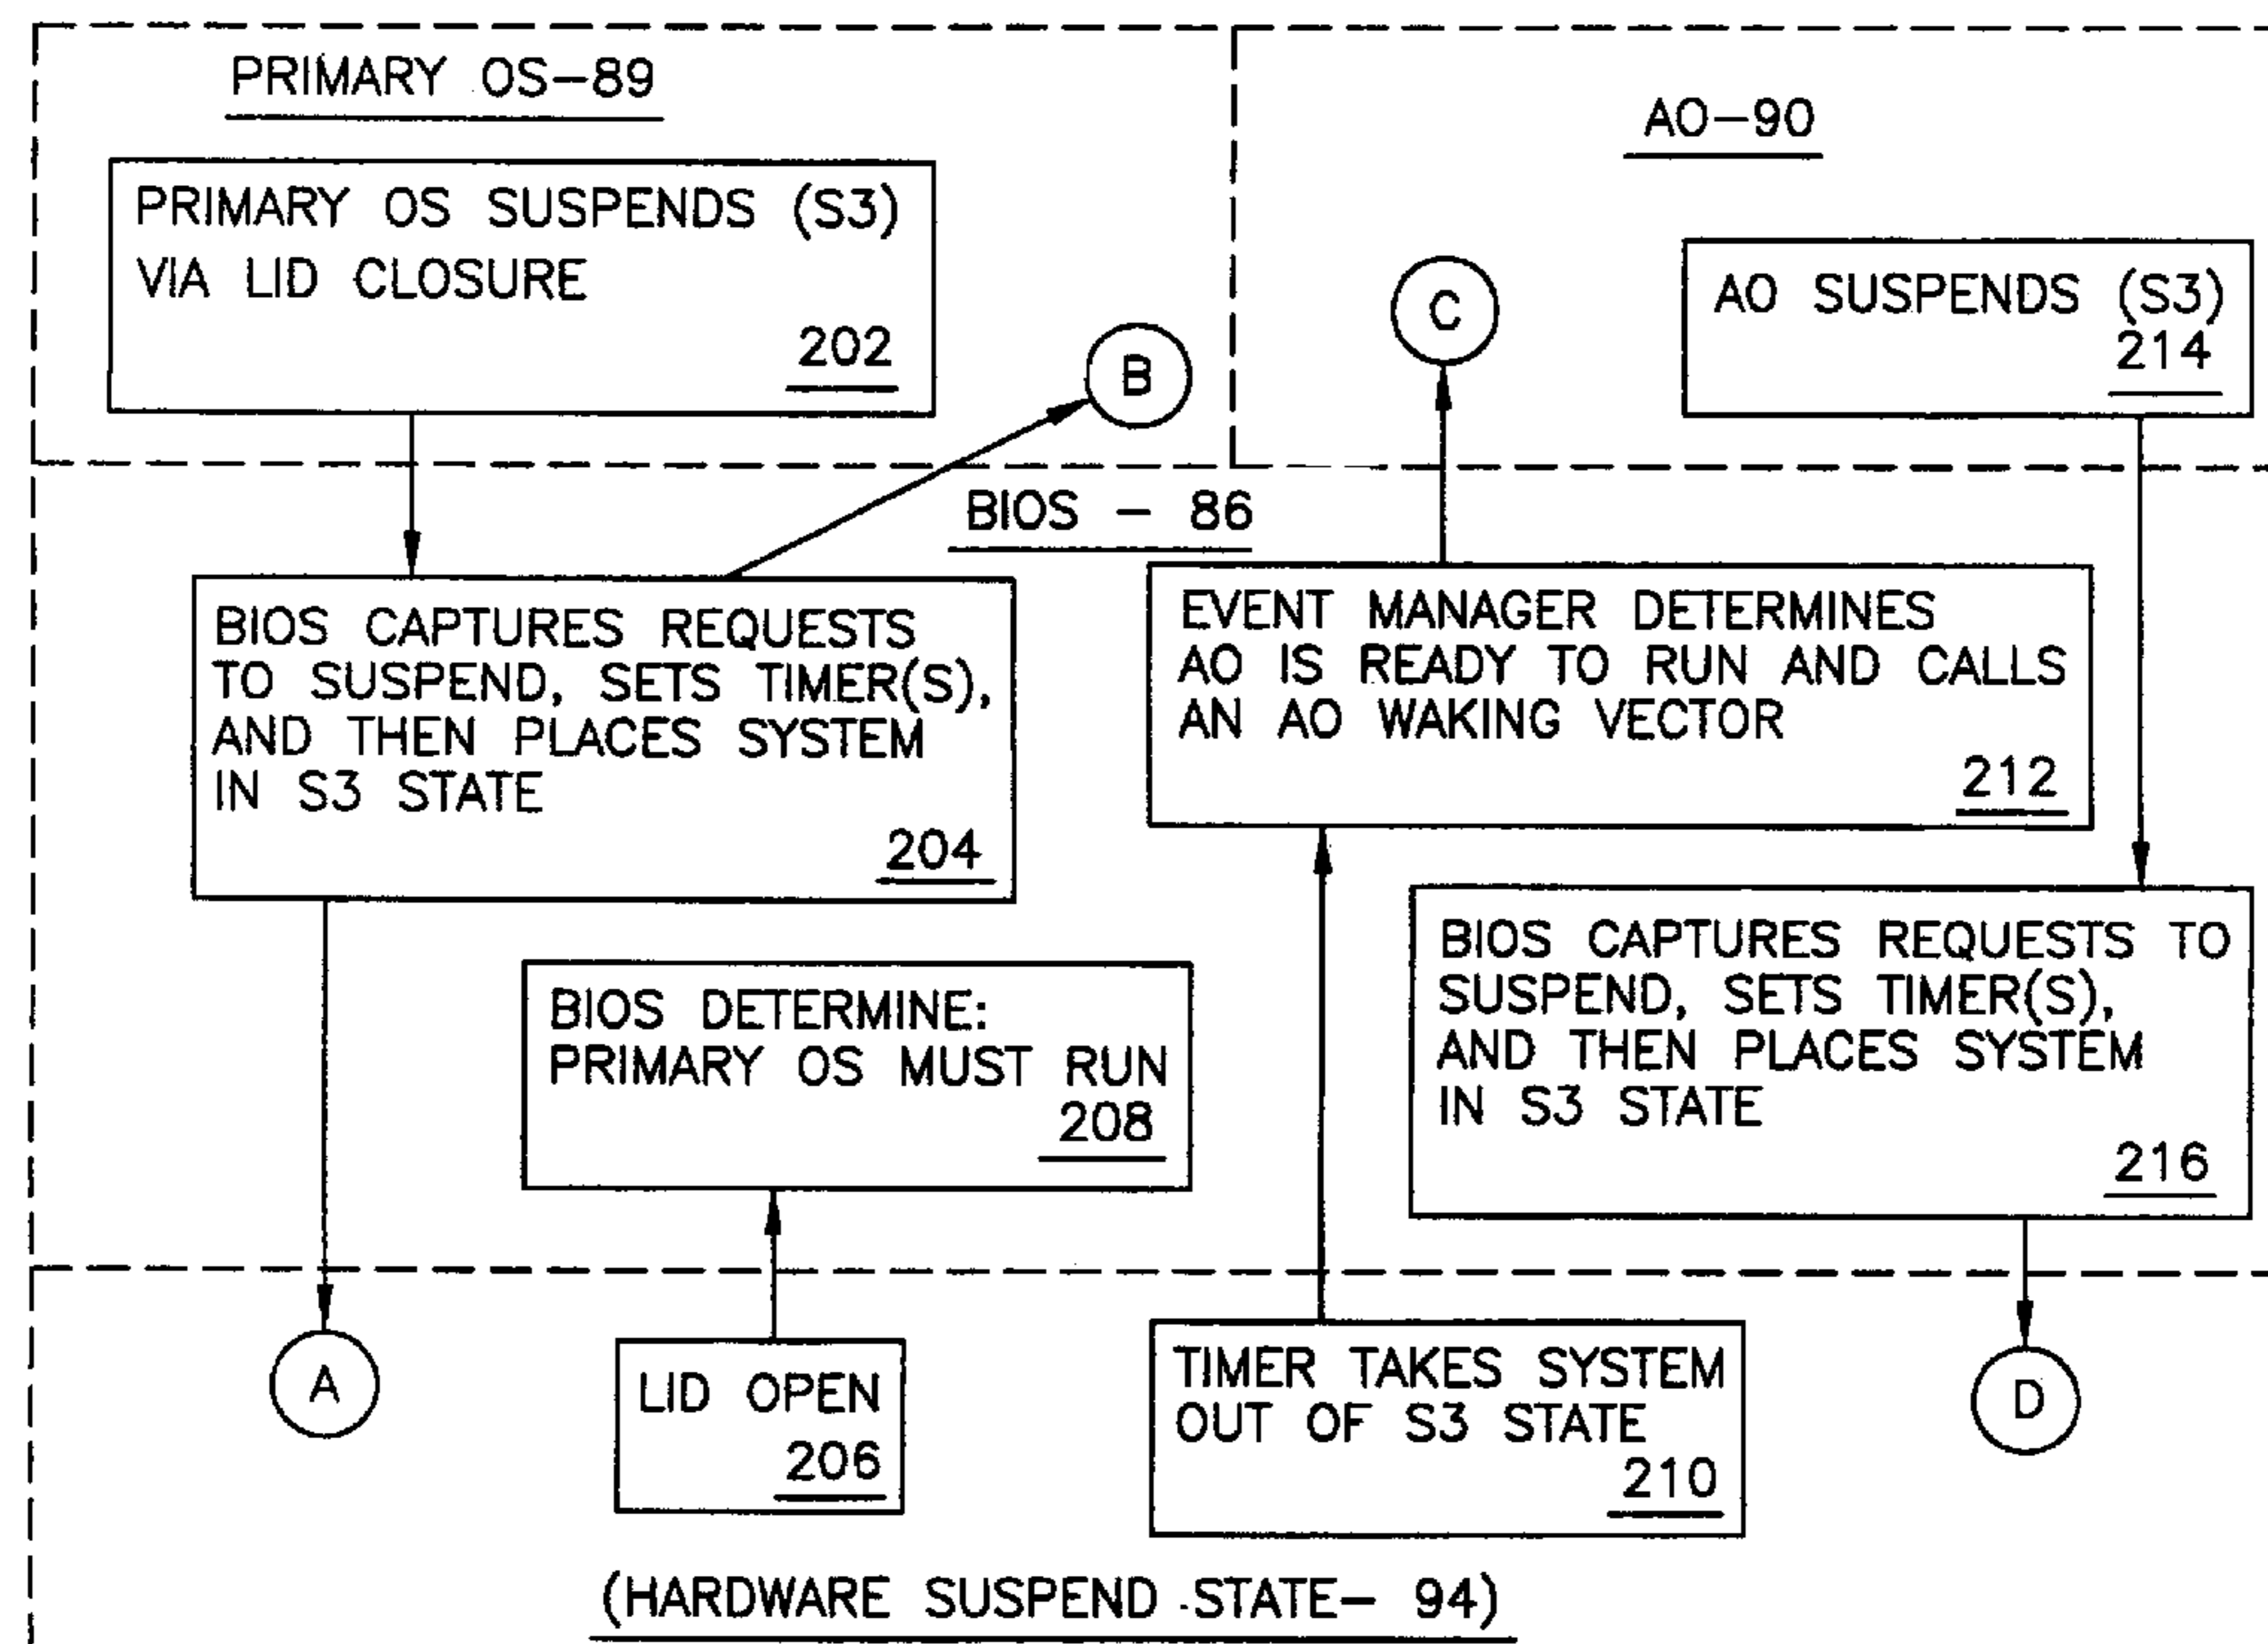 PRIMARY OS-89
AO-90
PRIMARY OS SUSPENDS (S3)
VIA LID CLOSURE
202
B
C
AO SUSPENDS (S3)
214
BIOS - 86
BIOS CAPTURES REQUESTS
TO SUSPEND, SETS TIMER(S),
AND THEN PLACES SYSTEM
IN S3 STATE
204
EVENT MANAGER DETERMINES
AO IS READY TO RUN AND CALLS
AN AO WAKING VECTOR
212
BIOS DETERMINE:
PRIMARY OS MUST RUN
208
BIOS CAPTURES REQUESTS TO
SUSPEND, SETS TIMER(S),
AND THEN PLACES SYSTEM
IN S3 STATE
216
A
LID OPEN
206
TIMER TAKES SYSTEM
OUT OF S3 STATE
210
D
(HARDWARE SUSPEND STATE- 94)